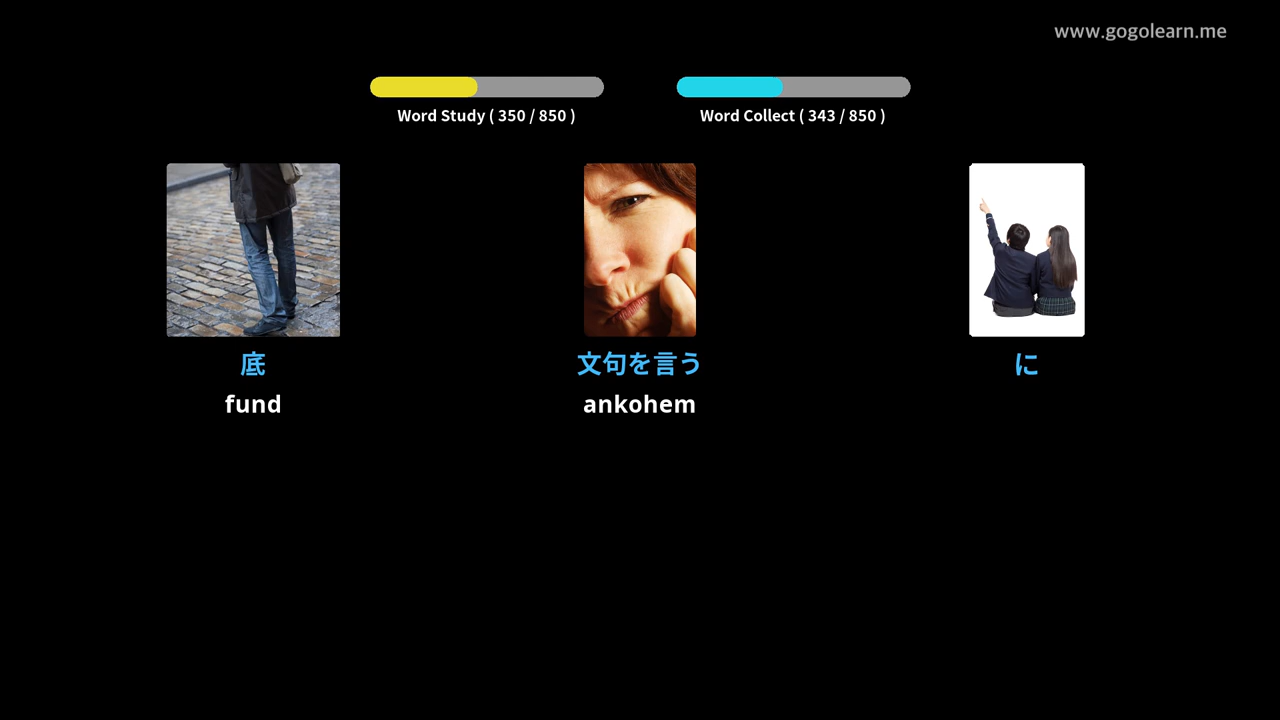 www.gogolearn.me
Word Study ( 350 / 850 )
Word Collect ( 343 / 850 )
底
文句を言う
に
fund
ankohem